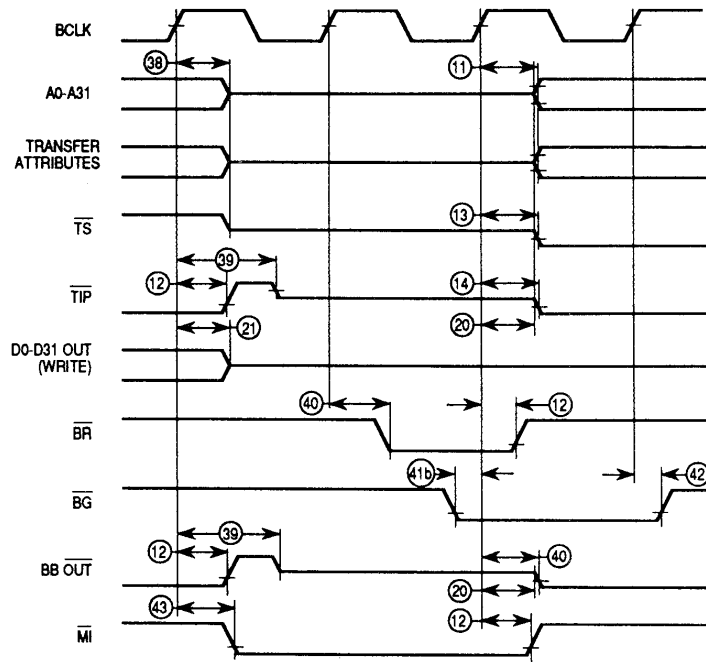 BCLK
38
11
A0-A31
TRANSFER
ATTRIBUTES
13
TS
39
12
14
TIP
21
20
D0-D31 OUT
(WRITE)
40
12
BR
41b
42
BG
39
12
40
BB OUT
20
43
12
MI